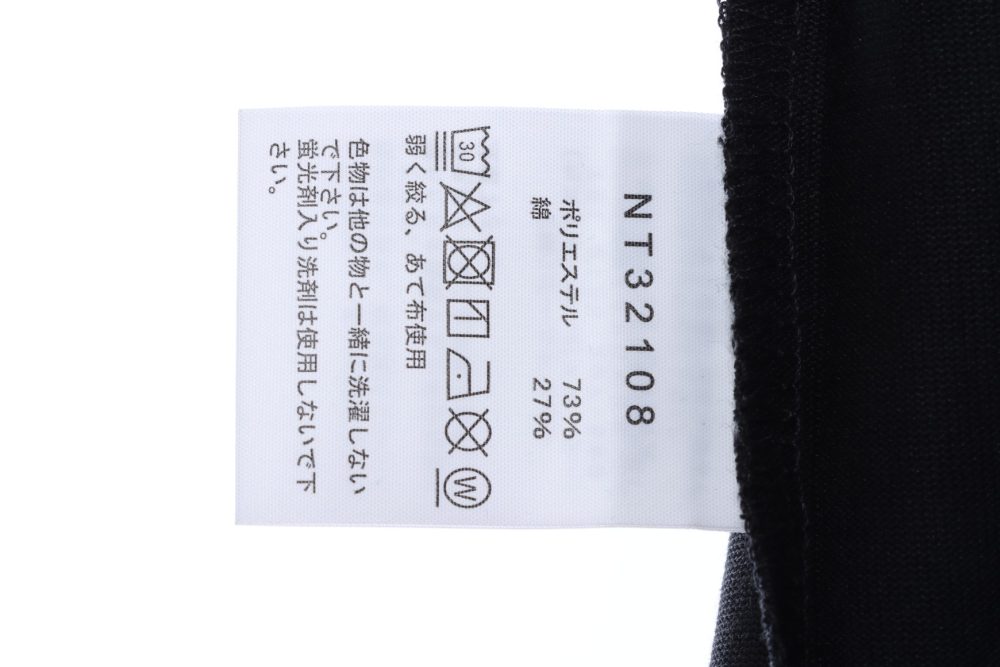 NT32108
ポリエステル 73%
綿 27%
30
W
弱く絞る、あて布使用
色物は他の物と一緒に洗濯しない
で下さい。
蛍光剤入り洗剤は使用しないで下
さい。